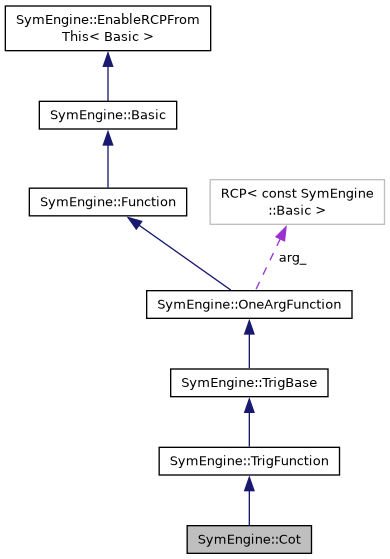 SymEngine::EnableRCPFrom
This< Basic >
SymEngine::Basic
SymEngine::Function
RCP< const SymEngine
::Basic >
arg_
SymEngine::OneArgFunction
SymEngine::TrigBase
SymEngine::TrigFunction
SymEngine::Cot